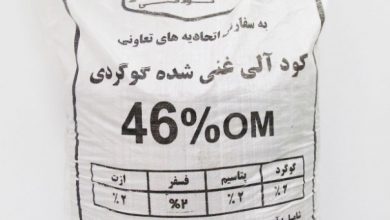 به سفارش اتحادیه های تعاونی
کود آلی غنی شده گوگردی
46%OM
گوگرد پتاسیم فسفر ازت
٪۲ ٪۲ %۲ ٪۲